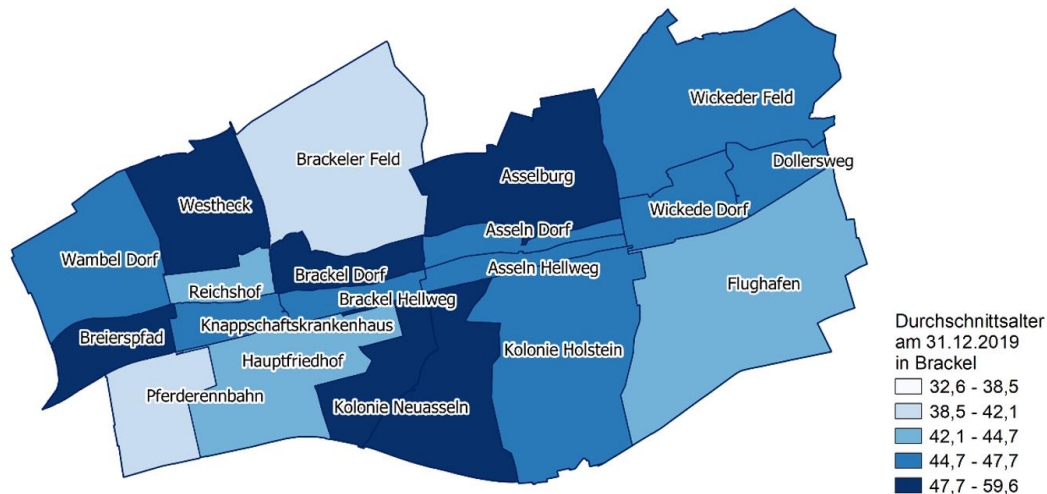 Wickeder Feld
Brackeler Feld
Dollersweg
Asselburg
Westheck
Wickede Dorf
Asseln Dorf
Wambel Dorf
Brackel Dorf
Asseln Hellweg
Flughafen
Reichshof
Brackel Hellweg
Knappschaftskrankenhaus
Breierspfad
Kolonie Holstein
Hauptfriedhof
Pferderennbahn
Kolonie Neuasseln
Durchschnittsalter
am 31.12.2019
in Brackel
32,6 - 38,5
38,5 - 42,1
42,1 - 44,7
44,7 - 47,7
47,7 - 59,6